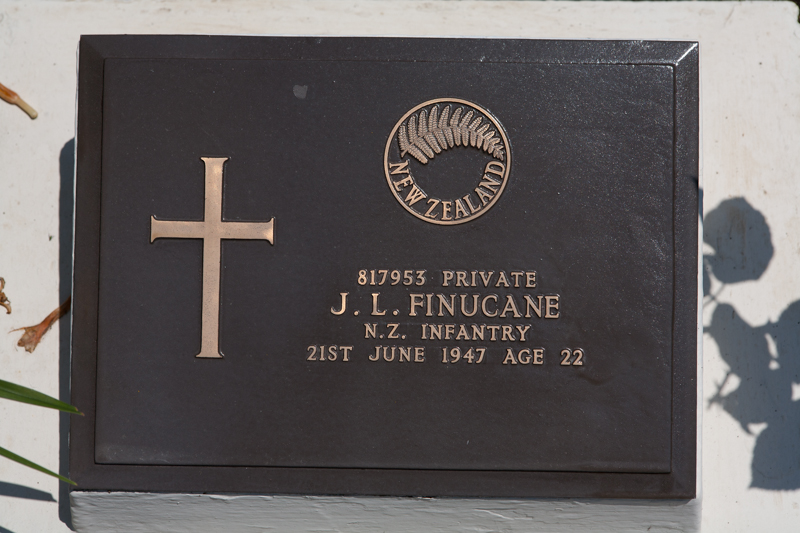 NEW ZEALAND
817953 PRIVATE
J. L. FINUCANE
N.Z. INFANTRY
21ST JUNE 1947 AGE 22